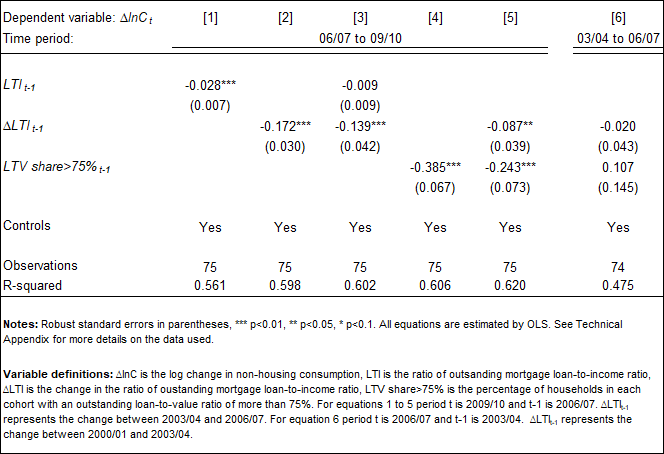 Dependent variable: ΔlnC t [1] [2] [3] [4] [5] [6]
Time period: 06/07 to 09/10 03/04 to 06/07
LTI t-1 -0.028*** -0.009
(0.007) (0.009)
ΔLTI t-1 -0.172*** -0.139*** -0.087** -0.020
(0.030) (0.042) (0.039) (0.043)
LTV share>75% t-1 -0.385*** -0.243*** 0.107
(0.067) (0.073) (0.145)
Controls Yes Yes Yes Yes Yes Yes
Observations 75 75 75 75 75 74
R-squared 0.561 0.598 0.602 0.606 0.620 0.475
Notes: Robust standard errors in parentheses, *** p<0.01, ** p<0.05, * p<0.1. All equations are estimated by OLS. See Technical
Appendix for more details on the data used.
Variable definitions: ΔlnC is the log change in non-housing consumption, LTI is the ratio of outsanding mortgage loan-to-income ratio,
ΔLTI is the change in the ratio of oustanding mortgage loan-to-income ratio, LTV share>75% is the percentage of households in each
cohort with an outstanding loan-to-value ratio of more than 75%. For equations 1 to 5 period t is 2009/10 and t-1 is 2006/07. ΔLTIt-1
represents the change between 2003/04 and 2006/07. For equation 6 period t is 2006/07 and t-1 is 2003/04. ΔLTIt-1 represents the
change between 2000/01 and 2003/04.